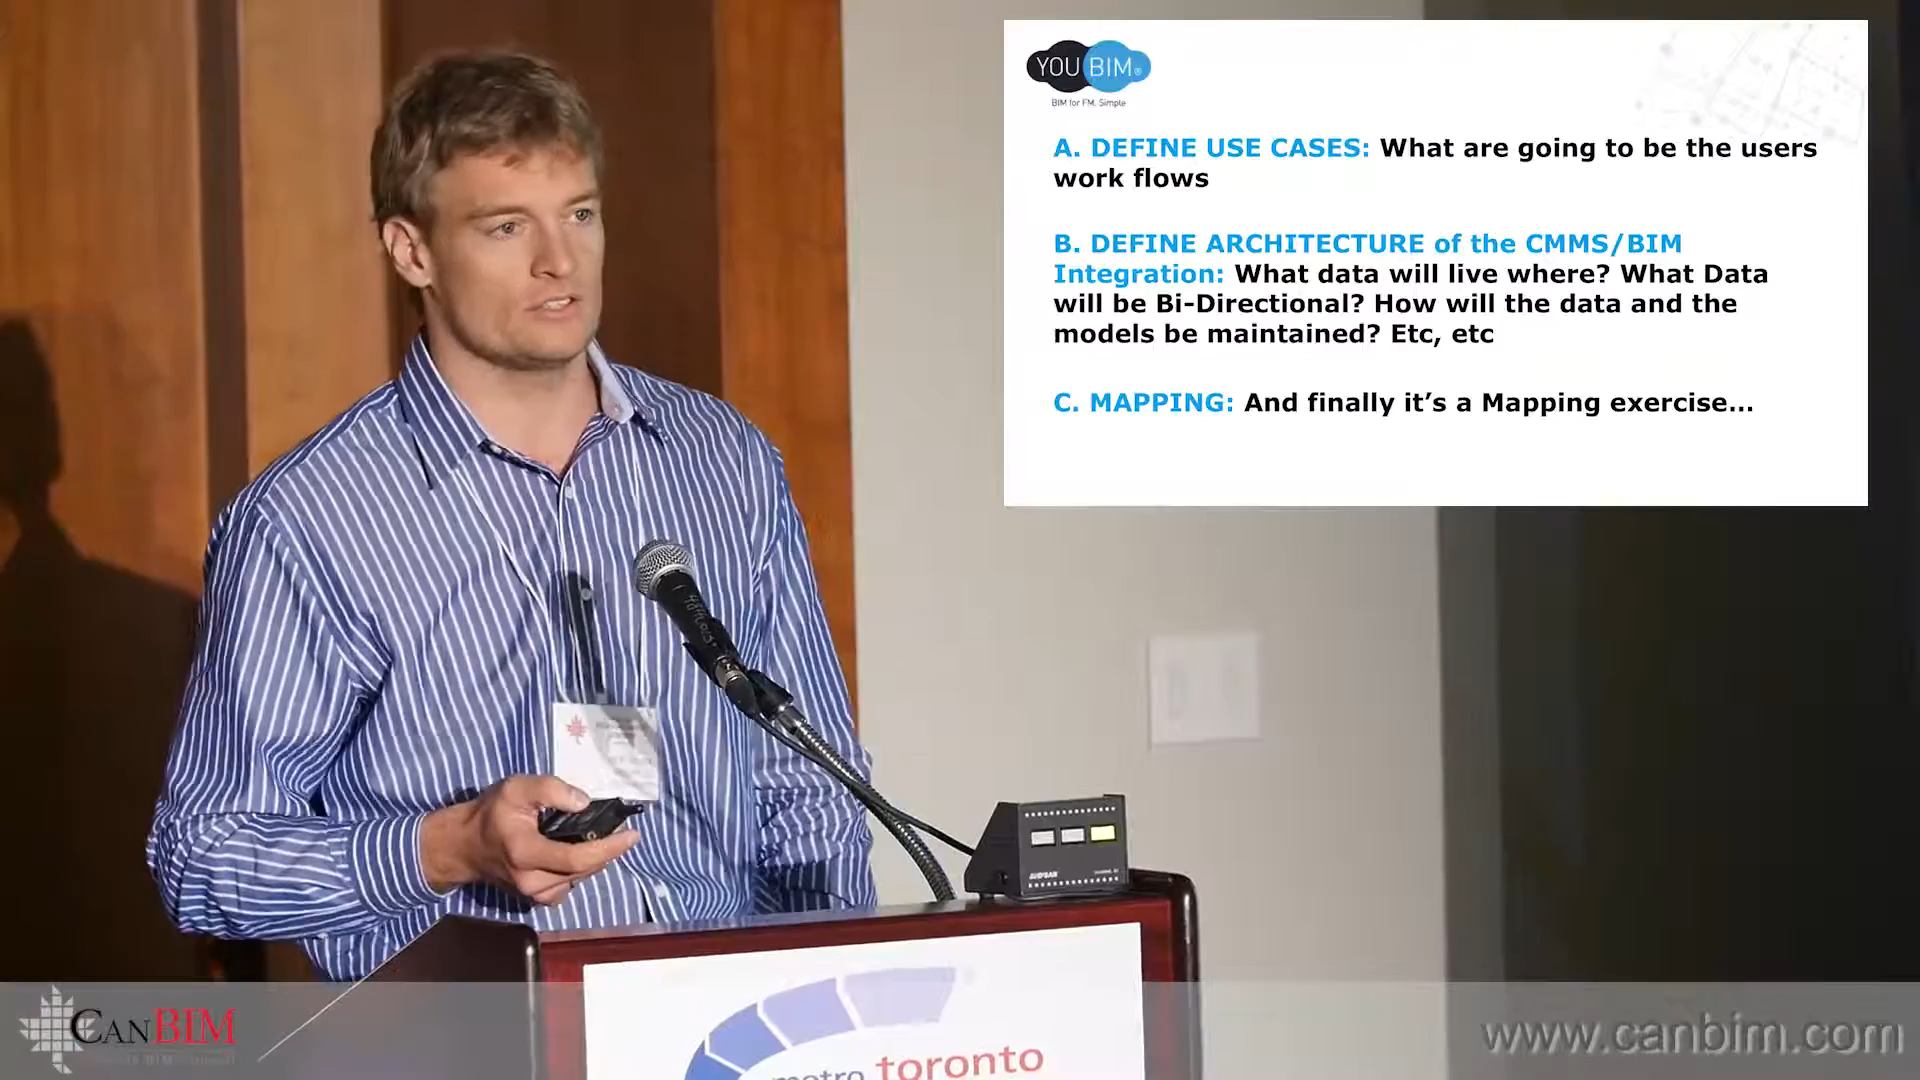 YOU BIM®
BIM for FM. Simple
A. DEFINE USE CASES: What are going to be the users
work flows
B. DEFINE ARCHITECTURE of the CMMS/BIM
Integration: What data will live where? What Data
will be Bi-Directional? How will the data and the
models be maintained? Etc, etc
C. MAPPING: And finally it’s a Mapping exercise...
CANBIM
www.canbim.com
metro toronto